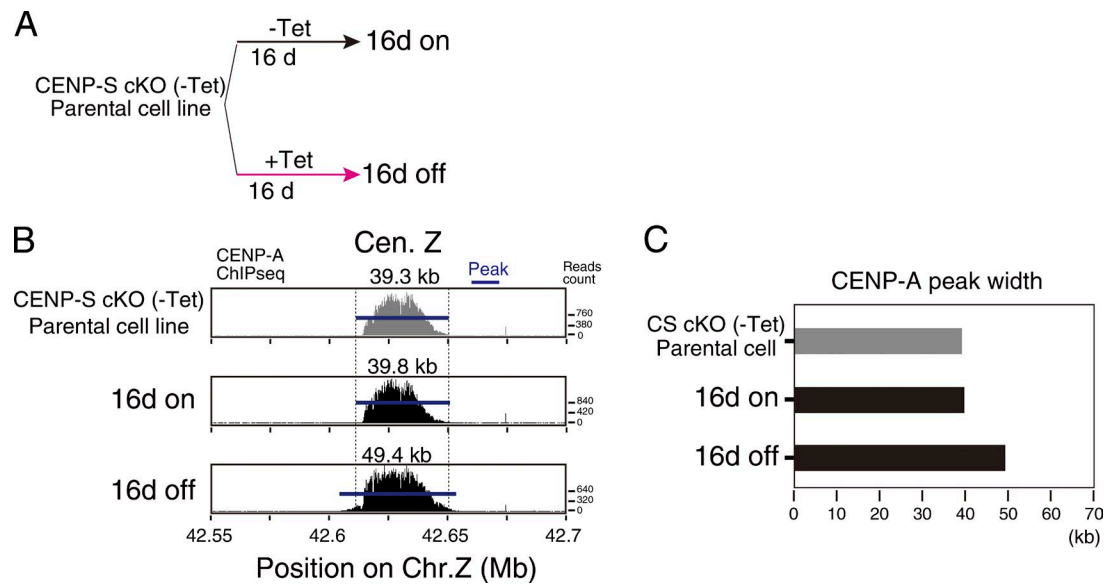 A
-Tet
16 d
16d on
CENP-S cKO (-Tet)
Parental cell line
+Tet
16 d
16d off
B
Cen. Z
CENP-A
ChIPseq
39.3 kb
Peak
Reads
count
CENP-S cKO (-Tet)
Parental cell line
760
380
0
39.8 kb
16d on
840
420
0
49.4 kb
16d off
640
320
0
42.55 42.6 42.65 42.7
Position on Chr.Z (Mb)
C
CENP-A peak width
CS cKO (-Tet)
Parental cell
16d on
16d off
0 10 20 30 40 50 60 70
(kb)